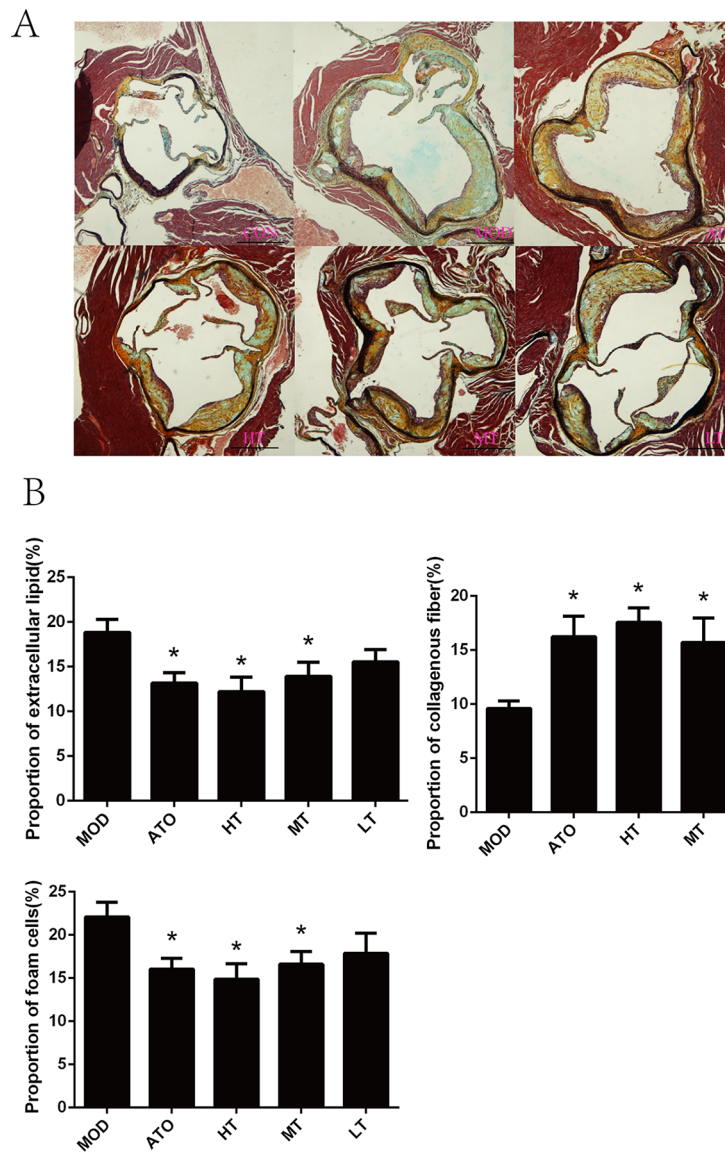 A
CON
MOD
HT
MT
LT
B
Proportion of extracellular lipid(%)
25
20
15
10
5
0
MOD
ATO
HT
MT
LT
Proportion of collagenous fiber(%)
20
15
10
5
0
*
*
*
MOD
ATO
HT
MT
*
*
*
Proportion of foam cells(%)
25
20
15
10
5
0
*
*
*
MOD
ATO
HT
MT
LT